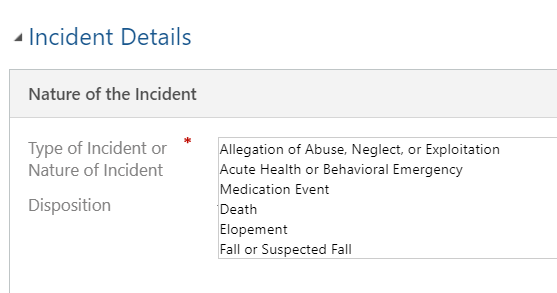 Incident Details
Nature of the Incident
Type of Incident or *
Nature of Incident
Allegation of Abuse, Neglect, or Exploitation
Acute Health or Behavioral Emergency
Medication Event
Death
Elopement
Fall or Suspected Fall
Disposition